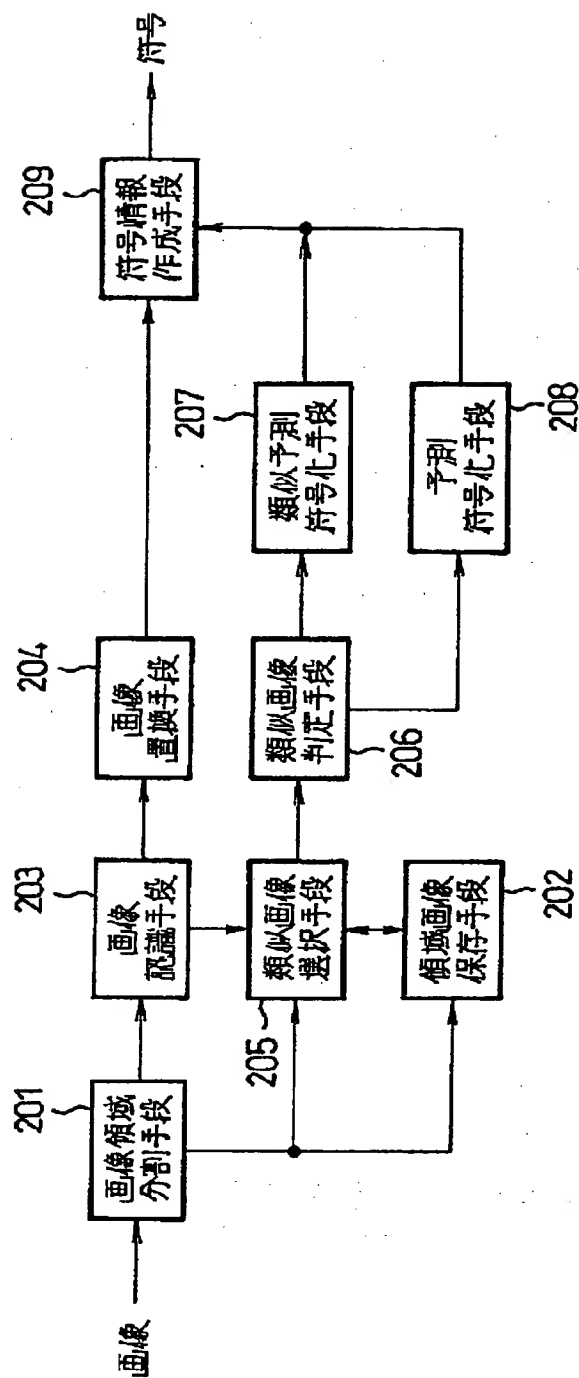 画像
201
画像領域
分割手段
203
画像
認識手段
204
画像
置換手段
209
符号情報
作成手段
符号
205
類似画像
選択手段
206
類似画像
判定手段
207
類似予測
符号化手段
202
傾域画像
保存手段
208
予測
符号化手段